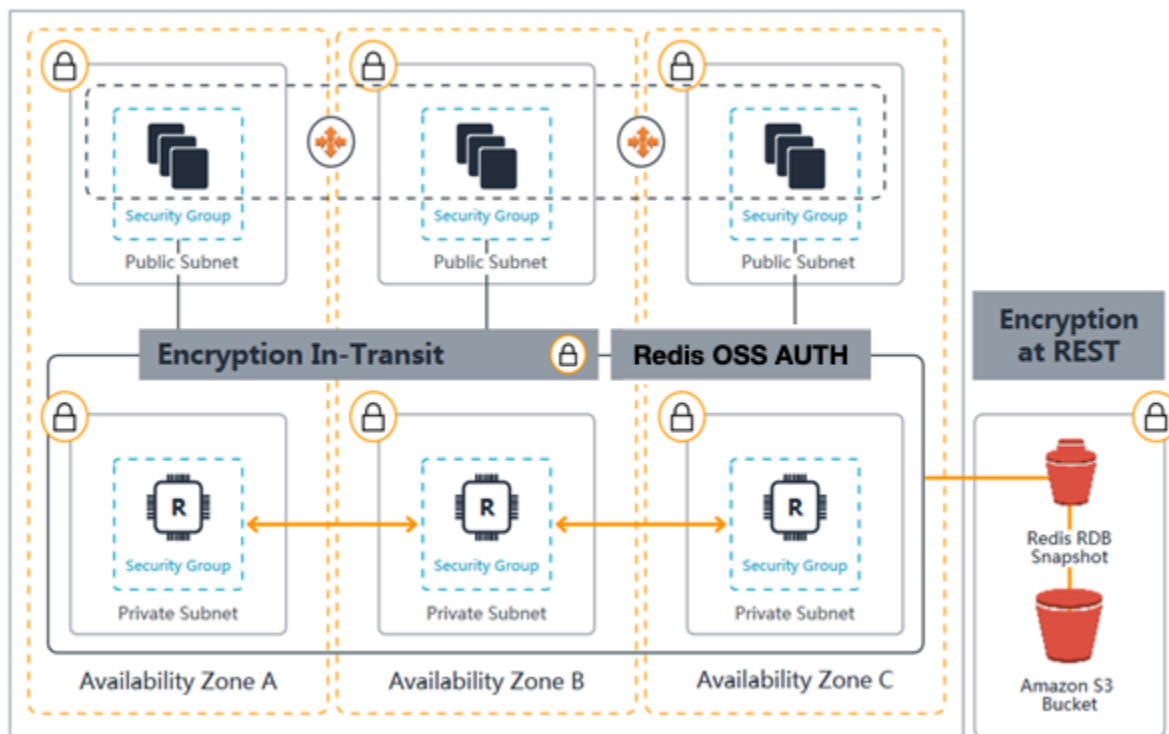 Security Group
Security Group
Security Group
Public Subnet
Public Subnet
Public Subnet
Encryption In-Transit
Redis OSS AUTH
Encryption
at REST
R
R
R
Security Group
Security Group
Security Group
Private Subnet
Private Subnet
Private Subnet
Redis RDB
Snapshot
Availability Zone A
Availability Zone B
Availability Zone C
Amazon S3
Bucket